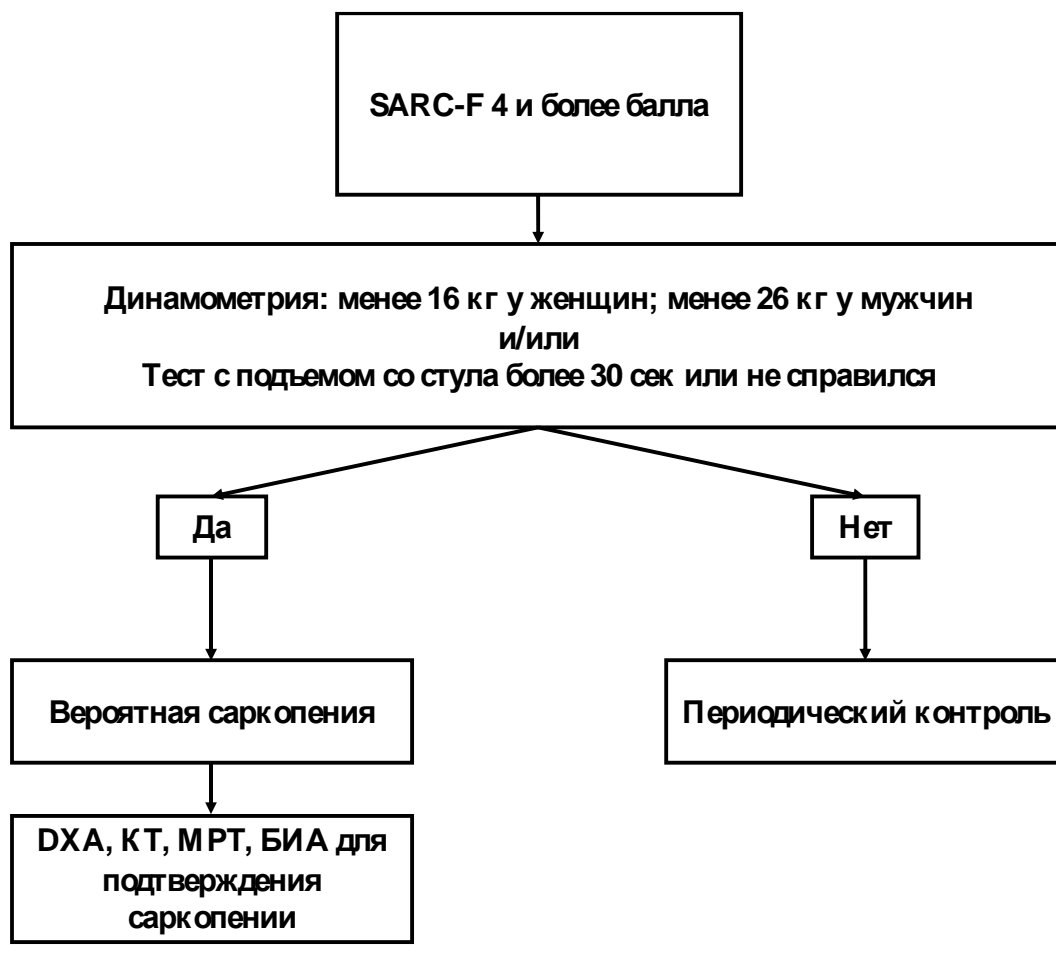 SARC-F 4 и более балла
Динамометрия: менее 16 кг у женщин; менее 26 кг у мужчин
и/или
Тест с подъемом со стула более 30 сек или не справился
Да
Нет
Вероятная саркопения
Периодический контроль
DXA, КТ, МРТ, БИА для
подтверждения
саркопении